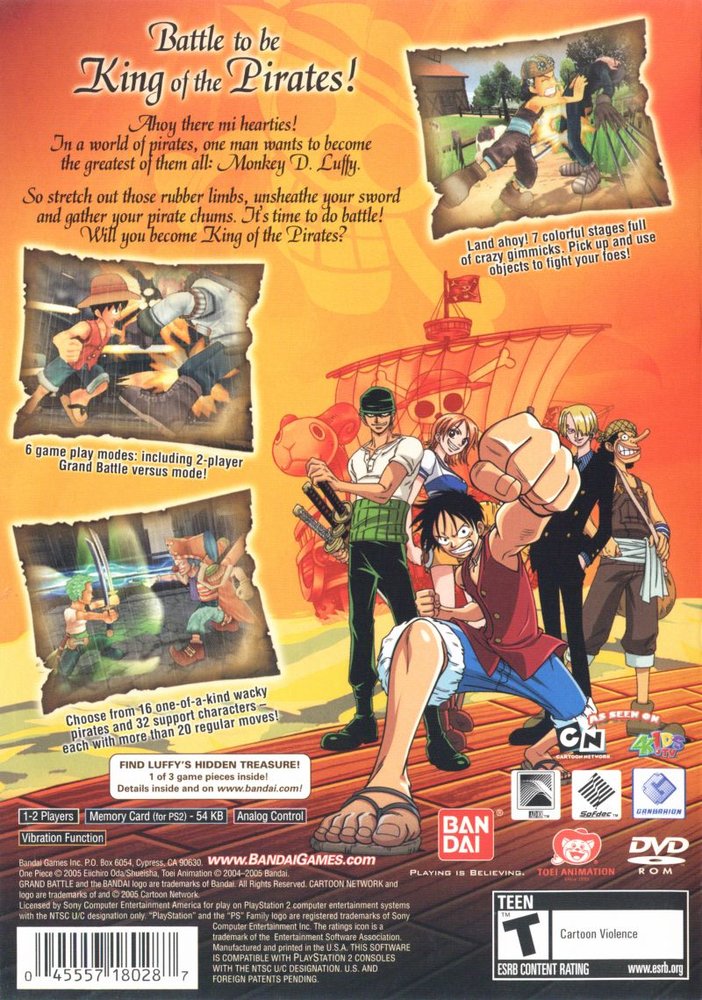 Battle to be
King of the Pirates!
Ahoy there mi hearties!
In a world of pirates, one man wants to become
the greatest of them all: Monkey D. Luffy.
So stretch out those rubber limbs, unsheathe your sword
and gather your pirate chums. It's time to do battle!
Will you become King of the Pirates?
Land ahoy! 7 colorful stages full
of crazy gimmicks. Pick up and use
objects to fight your foes!
6 game play modes: including 2-player
Grand Battle versus mode!
Choose from 16 one-of-a-kind wacky
pirates and 32 support characters –
each with more than 20 regular moves!
FIND LUFFY'S HIDDEN TREASURE!
1 of 3 game pieces inside!
Details inside and on www.bandai.com!
AS SEEN ON
CN
CARTOON NETWORK
4KIDS
TV
1-2 Players
Memory Card (for PS2) - 54 KB
Analog Control
Vibration Function
BAN
DAI
PLAYING IS BELIEVING.
ADX
Sofdec
GANBARION
TOEI ANIMATION
DVD
ROM
Bandai Games Inc. P.O. Box 6054, Cypress, CA 90630. www.BandaiGames.com
One Piece © 2005 Eiichiro Oda/Shueisha, Toei Animation © 2004-2005 Bandai.
GRAND BATTLE and the BANDAI logo are trademarks of Bandai. All Rights Reserved. CARTOON NETWORK and
logo are trademarks of and © 2005 Cartoon Network.
Licensed by Sony Computer Entertainment America for play on PlayStation 2 computer entertainment systems
with the NTSC U/C designation only. "PlayStation" and the "PS" Family logo are registered trademarks of Sony
Computer Entertainment Inc. The ratings icon is a
trademark of the Entertainment Software Association.
Manufactured and printed in the U.S.A. THIS SOFTWARE
IS COMPATIBLE WITH PLAYSTATION 2 CONSOLES
WITH THE NTSC U/C DESIGNATION. U.S. AND
FOREIGN PATENTS PENDING.
0 45557 18028 7
TEEN
T
TM
Cartoon Violence
ESRB CONTENT RATING www.esrb.org